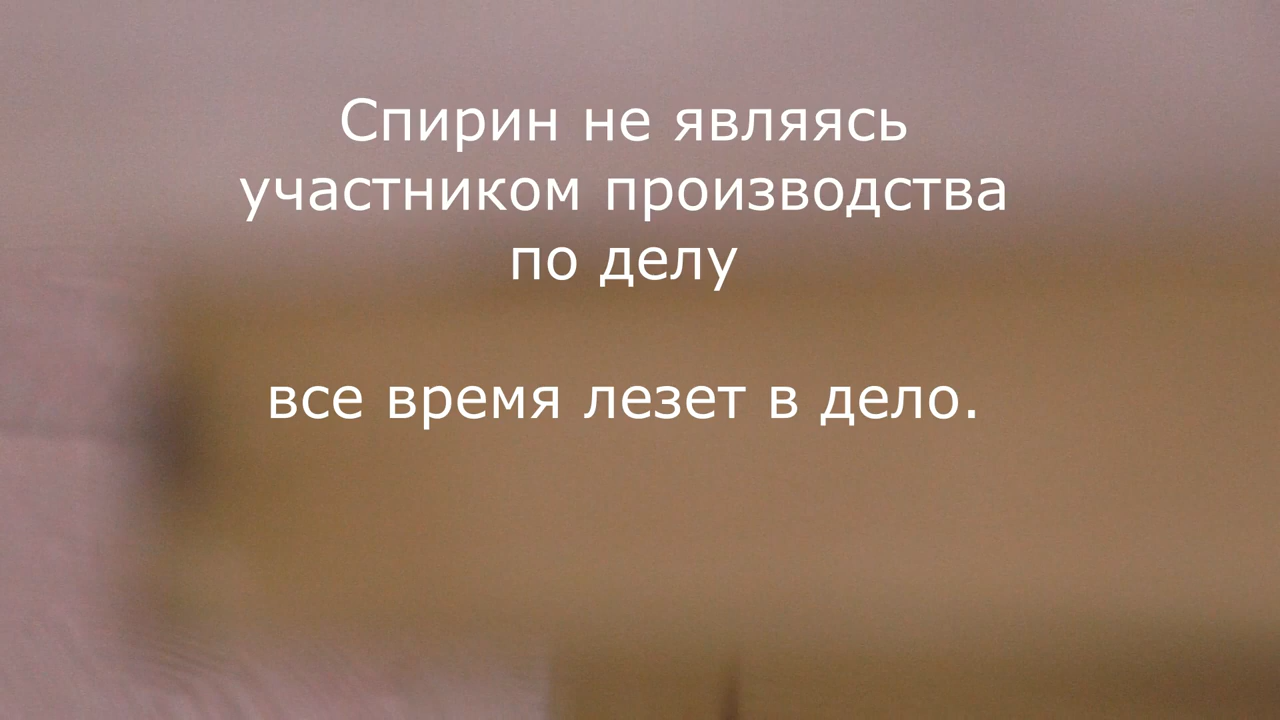 Спирин не являясь
участником производства
по делу
все время лезет в дело.